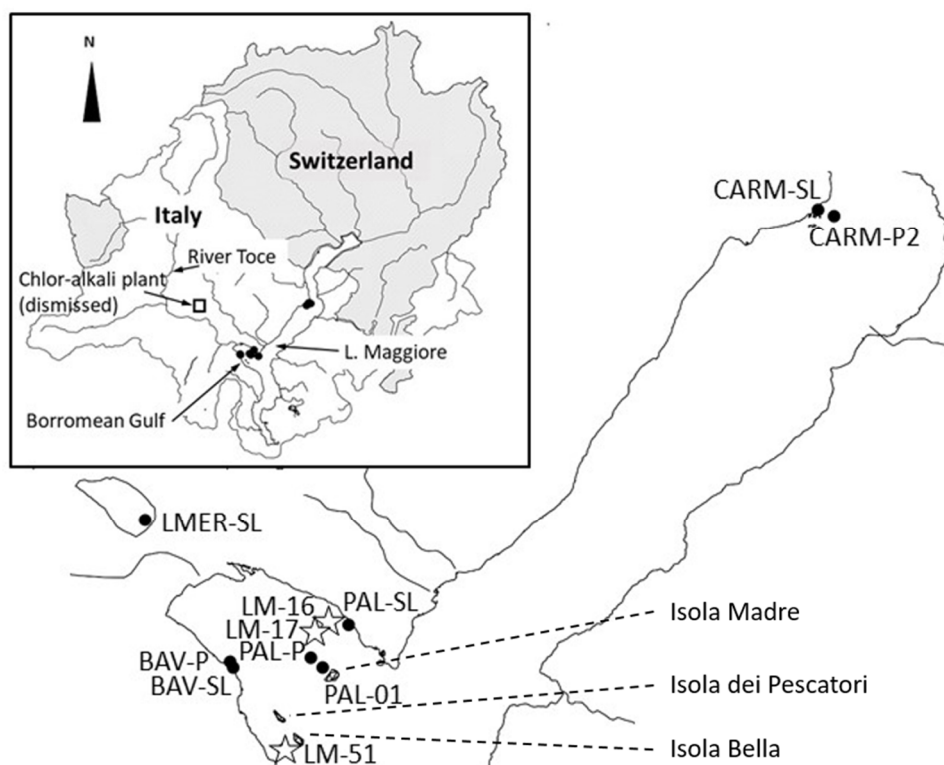 N
Switzerland
Italy
River Toce
Chlor-alkali plant
(dismissed)
L. Maggiore
Borromean Gulf
CARM-SL
CARM-P2
LMER-SL
LM-16
PAL-SL
LM-17
PAL-P
BAV-P
BAV-SL
PAL-01
Isola Madre
Isola dei Pescatori
Isola Bella
LM-51